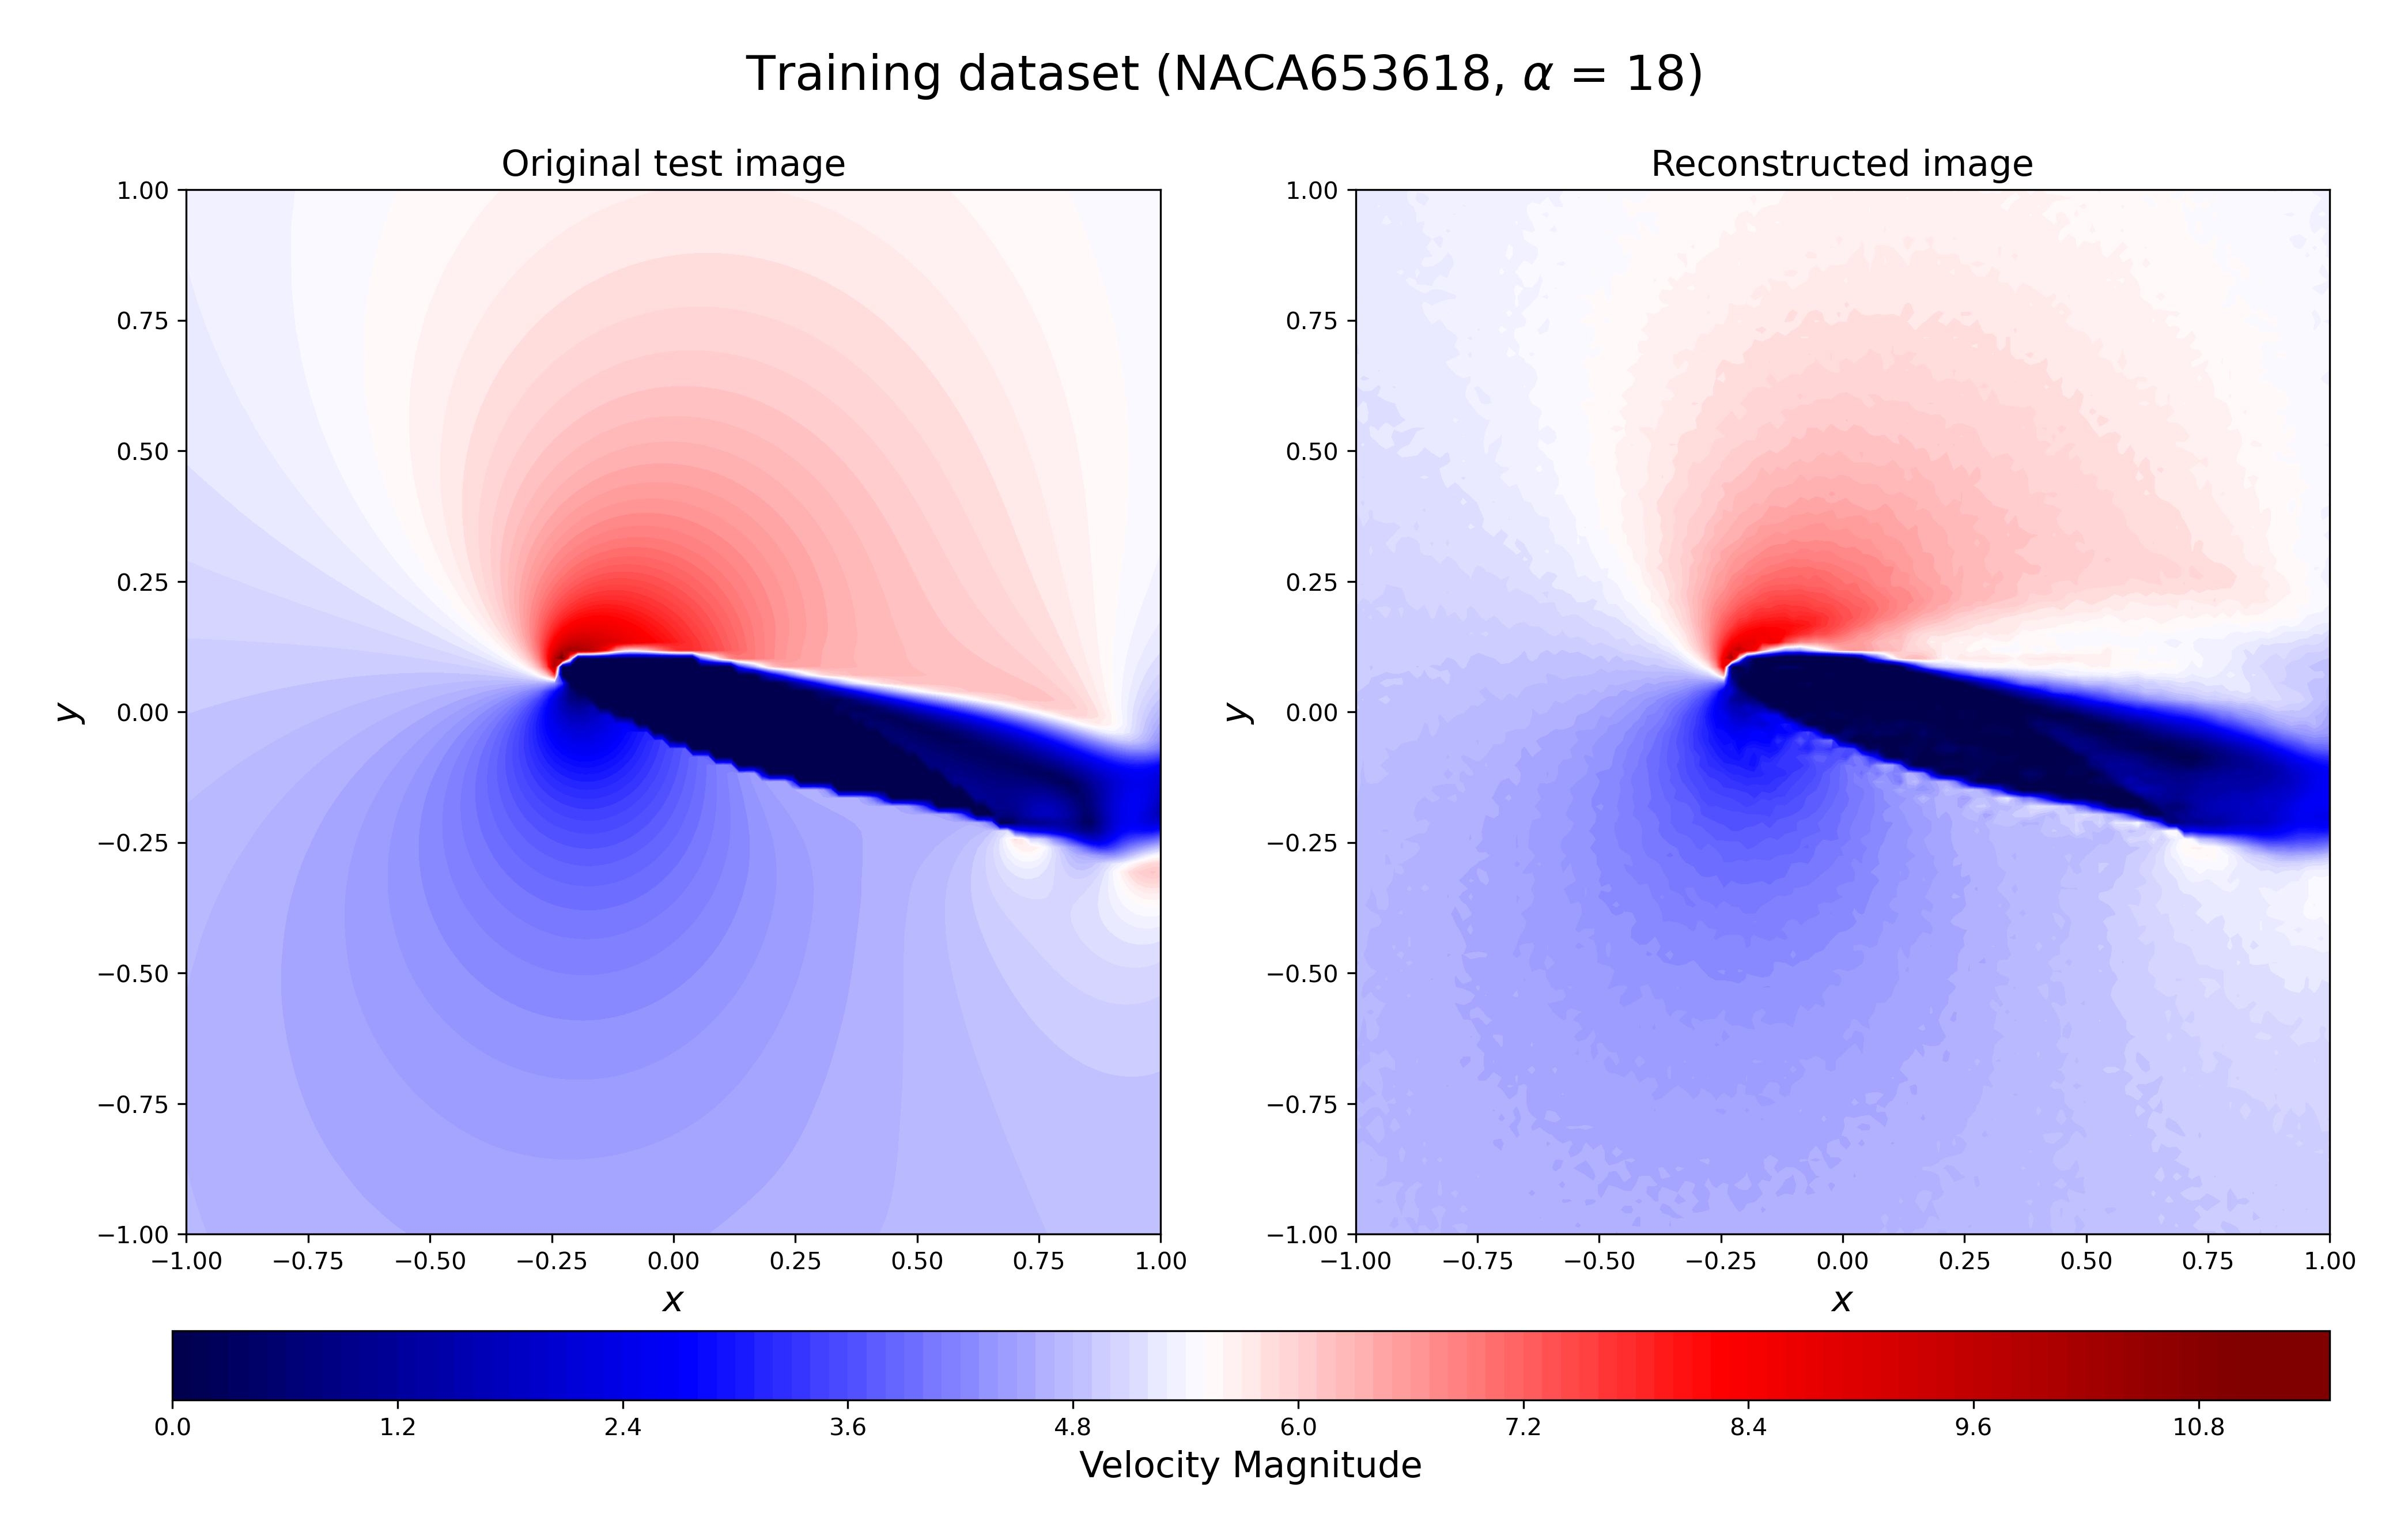 Training dataset (NACA653618, α = 18)
Original test image
Reconstructed image
1.00
0.75
0.50
0.25
0.00
−0.25
−0.50
−0.75
−1.00
y
−1.00 −0.75 −0.50 −0.25 0.00 0.25 0.50 0.75 1.00
x
1.00
0.75
0.50
0.25
0.00
−0.25
−0.50
−0.75
−1.00
y
−1.00 −0.75 −0.50 −0.25 0.00 0.25 0.50 0.75 1.00
x
0.0 1.2 2.4 3.6 4.8 6.0 7.2 8.4 9.6 10.8
Velocity Magnitude